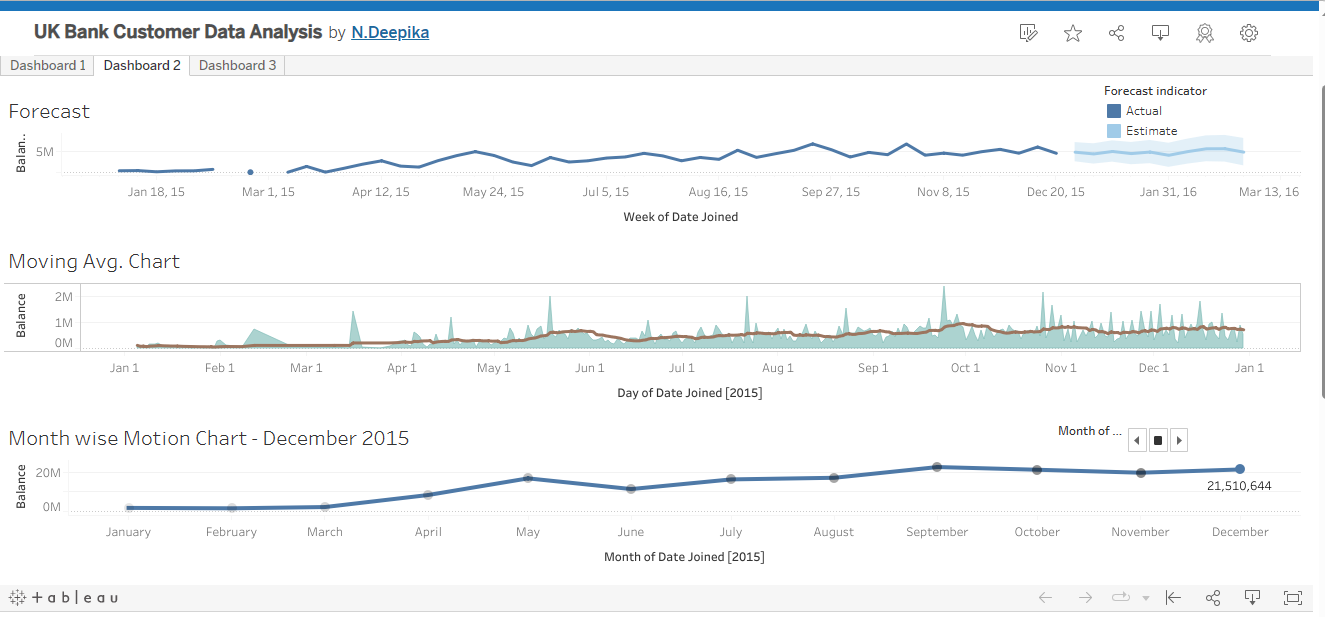 UK Bank Customer Data Analysis by N.Deepika
Dashboard 1 Dashboard 2 Dashboard 3
Forecast indicator
Actual
Estimate
Forecast
Balan..
5M
Jan 18, 15 Mar 1, 15 Apr 12, 15 May 24, 15 Jul 5, 15 Aug 16, 15 Sep 27, 15 Nov 8, 15 Dec 20, 15 Jan 31, 16 Mar 13, 16
Week of Date Joined
Moving Avg. Chart
Balance
2M
1M
0M
Jan 1 Feb 1 Mar 1 Apr 1 May 1 Jun 1 Jul 1 Aug 1 Sep 1 Oct 1 Nov 1 Dec 1 Jan 1
Day of Date Joined [2015]
Month wise Motion Chart - December 2015
Month of ...
Balance
20M
0M
21,510,644
January February March April May June July August September October November December
Month of Date Joined [2015]
+ableau